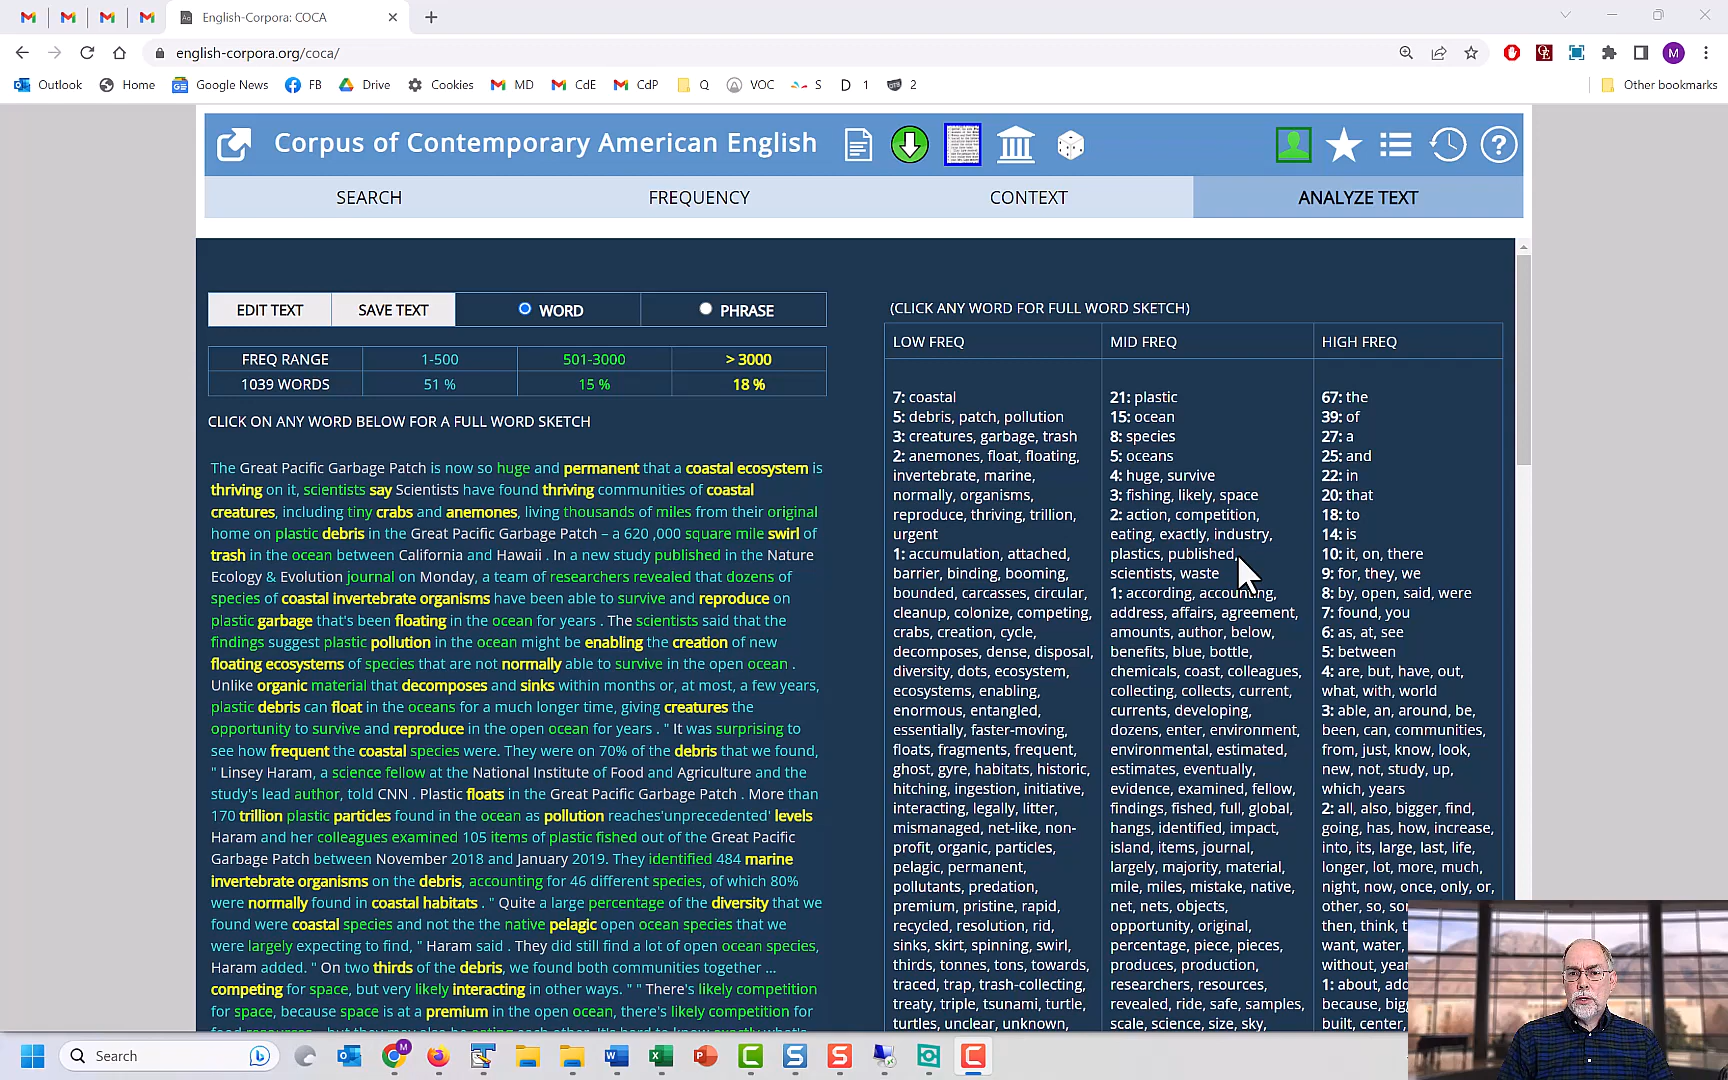 English-Corpora: COCA
english-corpora.org/coca/
M
Outlook Home Google News FB Drive Cookies MD CdE CdP Q VOC S D 1 2 Other bookmarks
Corpus of Contemporary American English
SEARCH FREQUENCY CONTEXT ANALYZE TEXT
EDIT TEXT SAVE TEXT WORD PHRASE
FREQ RANGE 1-500 501-3000 > 3000
1039 WORDS 51 % 15 % 18 %
CLICK ON ANY WORD BELOW FOR A FULL WORD SKETCH
The Great Pacific Garbage Patch is now so huge and permanent that a coastal ecosystem is
thriving on it, scientists say Scientists have found thriving communities of coastal
creatures, including tiny crabs and anemones, living thousands of miles from their original
home on plastic debris in the Great Pacific Garbage Patch – a 620 ,000 square mile swirl of
trash in the ocean between California and Hawaii . In a new study published in the Nature
Ecology & Evolution journal on Monday, a team of researchers revealed that dozens of
species of coastal invertebrate organisms have been able to survive and reproduce on
plastic garbage that's been floating in the ocean for years . The scientists said that the
findings suggest plastic pollution in the ocean might be enabling the creation of new
floating ecosystems of species that are not normally able to survive in the open ocean .
Unlike organic material that decomposes and sinks within months or, at most, a few years,
plastic debris can float in the oceans for a much longer time, giving creatures the
opportunity to survive and reproduce in the open ocean for years . " It was surprising to
see how frequent the coastal species were. They were on 70% of the debris that we found,
" Linsey Haram, a science fellow at the National Institute of Food and Agriculture and the
study's lead author, told CNN . Plastic floats in the Great Pacific Garbage Patch . More than
170 trillion plastic particles found in the ocean as pollution reaches'unprecedented' levels
Haram and her colleagues examined 105 items of plastic fished out of the Great Pacific
Garbage Patch between November 2018 and January 2019. They identified 484 marine
invertebrate organisms on the debris, accounting for 46 different species, of which 80%
were normally found in coastal habitats . " Quite a large percentage of the diversity that we
found were coastal species and not the the native pelagic open ocean species that we
were largely expecting to find, " Haram said . They did still find a lot of open ocean species,
Haram added. " On two thirds of the debris, we found both communities together ...
competing for space, but very likely interacting in other ways. " " There's likely competition
for space, because space is at a premium in the open ocean, there's likely competition for
(CLICK ANY WORD FOR FULL WORD SKETCH)
LOW FREQ
7: coastal
5: debris, patch, pollution
3: creatures, garbage, trash
2: anemones, float, floating,
invertebrate, marine,
normally, organisms,
reproduce, thriving, trillion,
urgent
1: accumulation, attached,
barrier, binding, booming,
bounded, carcasses, circular,
cleanup, colonize, competing,
crabs, creation, cycle,
decomposes, dense, disposal,
diversity, dots, ecosystem,
ecosystems, enabling,
enormous, entangled,
essentially, faster-moving,
floats, fragments, frequent,
ghost, gyre, habitats, historic,
hitching, ingestion, initiative,
interacting, legally, litter,
mismanaged, net-like, non-
profit, organic, particles,
pelagic, permanent,
pollutants, predation,
premium, pristine, rapid,
recycled, resolution, rid,
sinks, skirt, spinning, swirl,
thirds, tonnes, tons, towards,
traced, trap, trash-collecting,
treaty, triple, tsunami, turtle,
turtles, unclear, unknown,
MID FREQ
21: plastic
15: ocean
8: species
5: oceans
4: huge, survive
3: fishing, likely, space
2: action, competition,
eating, exactly, industry,
plastics, published,
scientists, waste
1: according, accounting,
address, affairs, agreement,
amounts, author, below,
benefits, blue, bottle,
chemicals, coast, colleagues,
collecting, collects, current,
currents, developing,
dozens, enter, environment,
environmental, estimated,
estimates, eventually,
evidence, examined, fellow,
findings, fished, full, global,
hangs, identified, impact,
island, items, journal,
largely, majority, material,
mile, miles, mistake, native,
net, nets, objects,
opportunity, original,
percentage, piece, pieces,
produces, production,
researchers, resources,
revealed, ride, safe, samples,
scale, science, size, sky,
HIGH FREQ
67: the
39: of
27: a
25: and
22: in
20: that
18: to
14: is
10: it, on, there
9: for, they, we
8: by, open, said, were
7: found, you
6: as, at, see
5: between
4: are, but, have, out,
what, with, world
3: able, an, around, be,
been, can, communities,
from, just, know, look,
new, not, study, up,
which, years
2: all, also, bigger, find,
going, has, how, increase,
into, its, large, last, life,
longer, lot, more, much,
night, now, once, only, or,
other, so,
then, think,
want, water,
without,
1: about,
because,
built, center,
Search